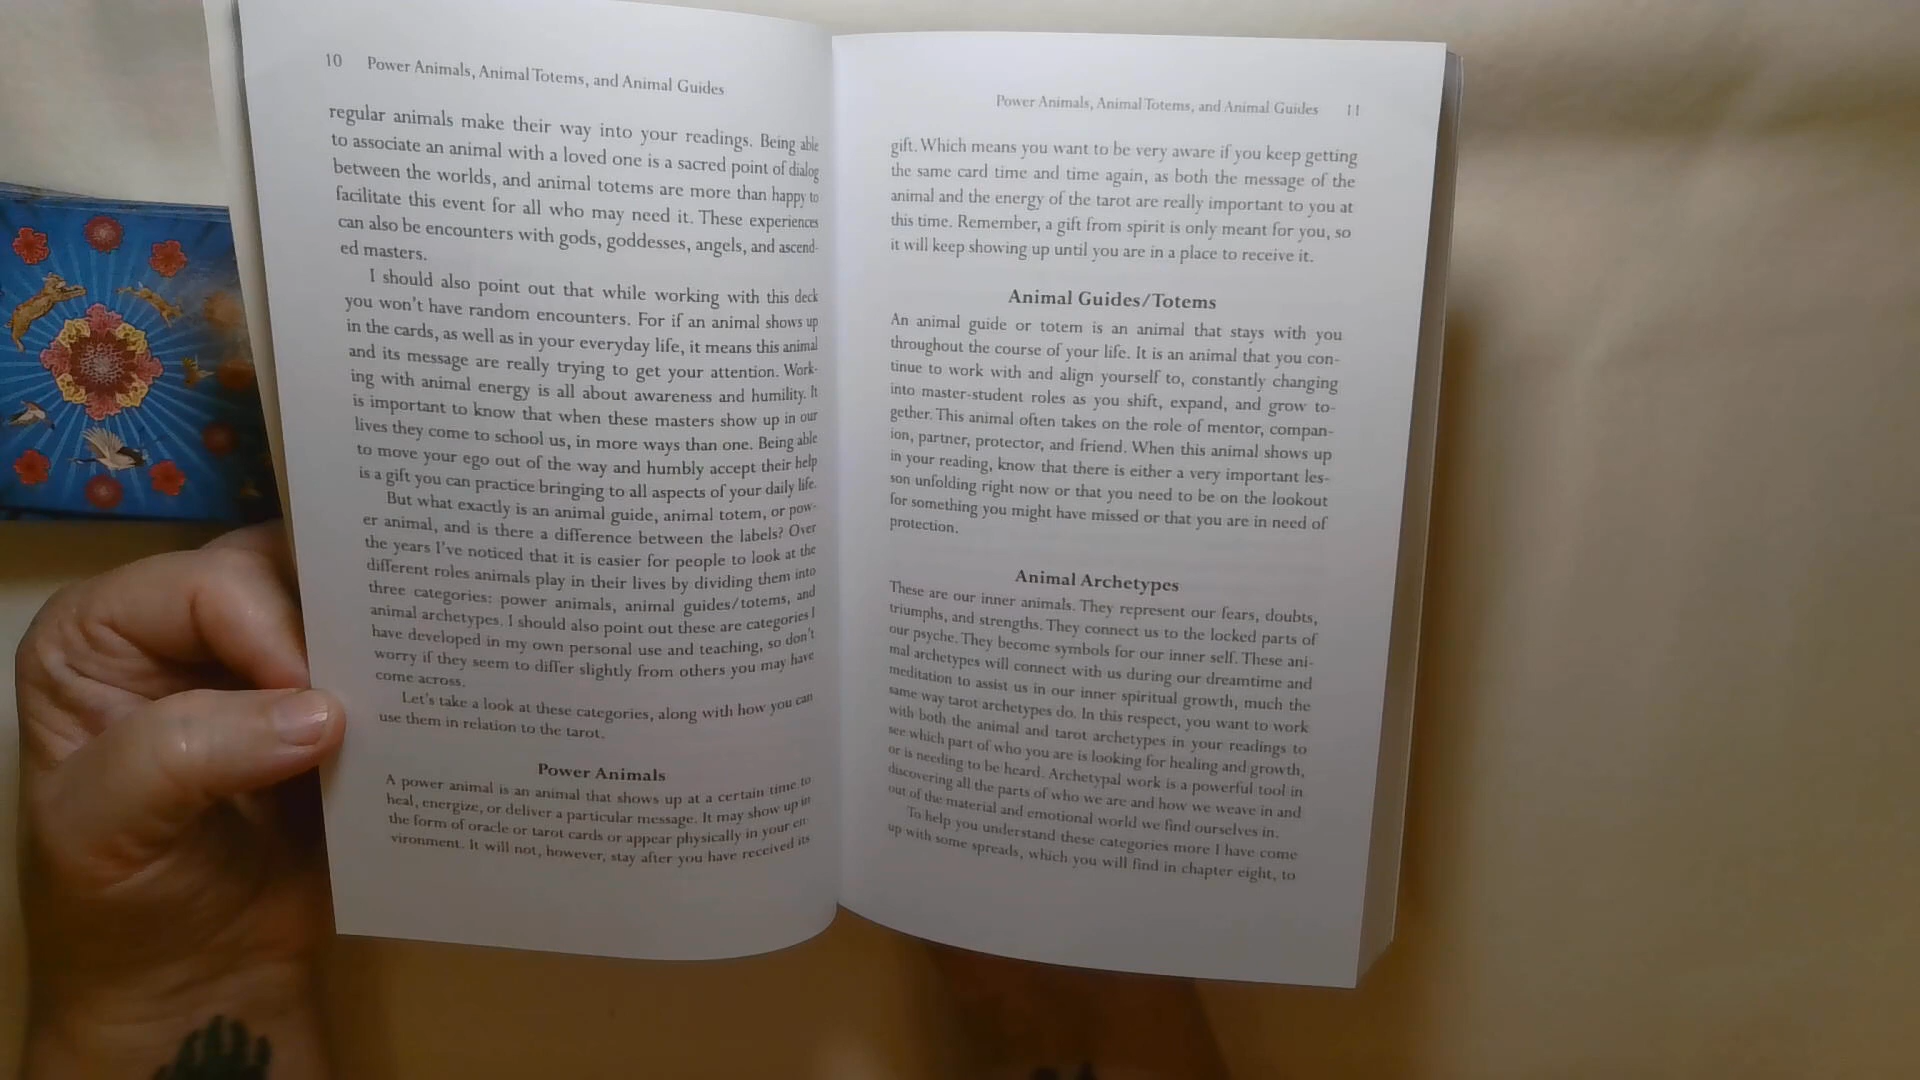 10 Power Animals, Animal Totems, and Animal Guides
regular animals make their way into your readings. Being able
to associate an animal with a loved one is a sacred point of dialog
between the worlds, and animal totems are more than happy to
facilitate this event for all who may need it. These experiences
can also be encounters with gods, goddesses, angels, and ascend-
ed masters.
I should also point out that while working with this deck
you won't have random encounters. For if an animal shows up
in the cards, as well as in your everyday life, it means this animal
and its message are really trying to get your attention. Work-
ing with animal energy is all about awareness and humility. It
is important to know that when these masters show up in our
lives they come to school us, in more ways than one. Being able
to move your ego out of the way and humbly accept their help
is a gift you can practice bringing to all aspects of your daily life.
But what exactly is an animal guide, animal totem, or pow-
er animal, and is there a difference between the labels? Over
the years I've noticed that it is easier for people to look at the
different roles animals play in their lives by dividing them into
three categories: power animals, animal guides/totems, and
animal archetypes. I should also point out these are categories I
have developed in my own personal use and teaching, so don't
worry if they seem to differ slightly from others you may have
come across.
Let's take a look at these categories, along with how you can
use them in relation to the tarot.
Power Animals
A power animal is an animal that shows up at a certain time to
heal, energize, or deliver a particular message. It may show up in
the form of oracle or tarot cards or appear physically in your en-
vironment. It will not, however, stay after you have received its
Power Animals, Animal Totems, and Animal Guides 11
gift. Which means you want to be very aware if you keep getting
the same card time and time again, as both the message of the
animal and the energy of the tarot are really important to you at
this time. Remember, a gift from spirit is only meant for you, so
it will keep showing up until you are in a place to receive it.
Animal Guides/Totems
An animal guide or totem is an animal that stays with you
throughout the course of your life. It is an animal that you con-
tinue to work with and align yourself to, constantly changing
into master-student roles as you shift, expand, and grow to-
gether. This animal often takes on the role of mentor, compan-
ion, partner, protector, and friend. When this animal shows up
in your reading, know that there is either a very important les-
son unfolding right now or that you need to be on the lookout
for something you might have missed or that you are in need of
protection.
Animal Archetypes
These are our inner animals. They represent our fears, doubts,
triumphs, and strengths. They connect us to the locked parts of
our psyche. They become symbols for our inner self. These ani-
mal archetypes will connect with us during our dreamtime and
meditation to assist us in our inner spiritual growth, much the
same way tarot archetypes do. In this respect, you want to work
with both the animal and tarot archetypes in your readings to
see which part of who you are is looking for healing and growth,
or is needing to be heard. Archetypal work is a powerful tool in
discovering all the parts of who we are and how we weave in and
out of the material and emotional world we find ourselves in.
To help you understand these categories more I have come
up with some spreads, which you will find in chapter eight, to